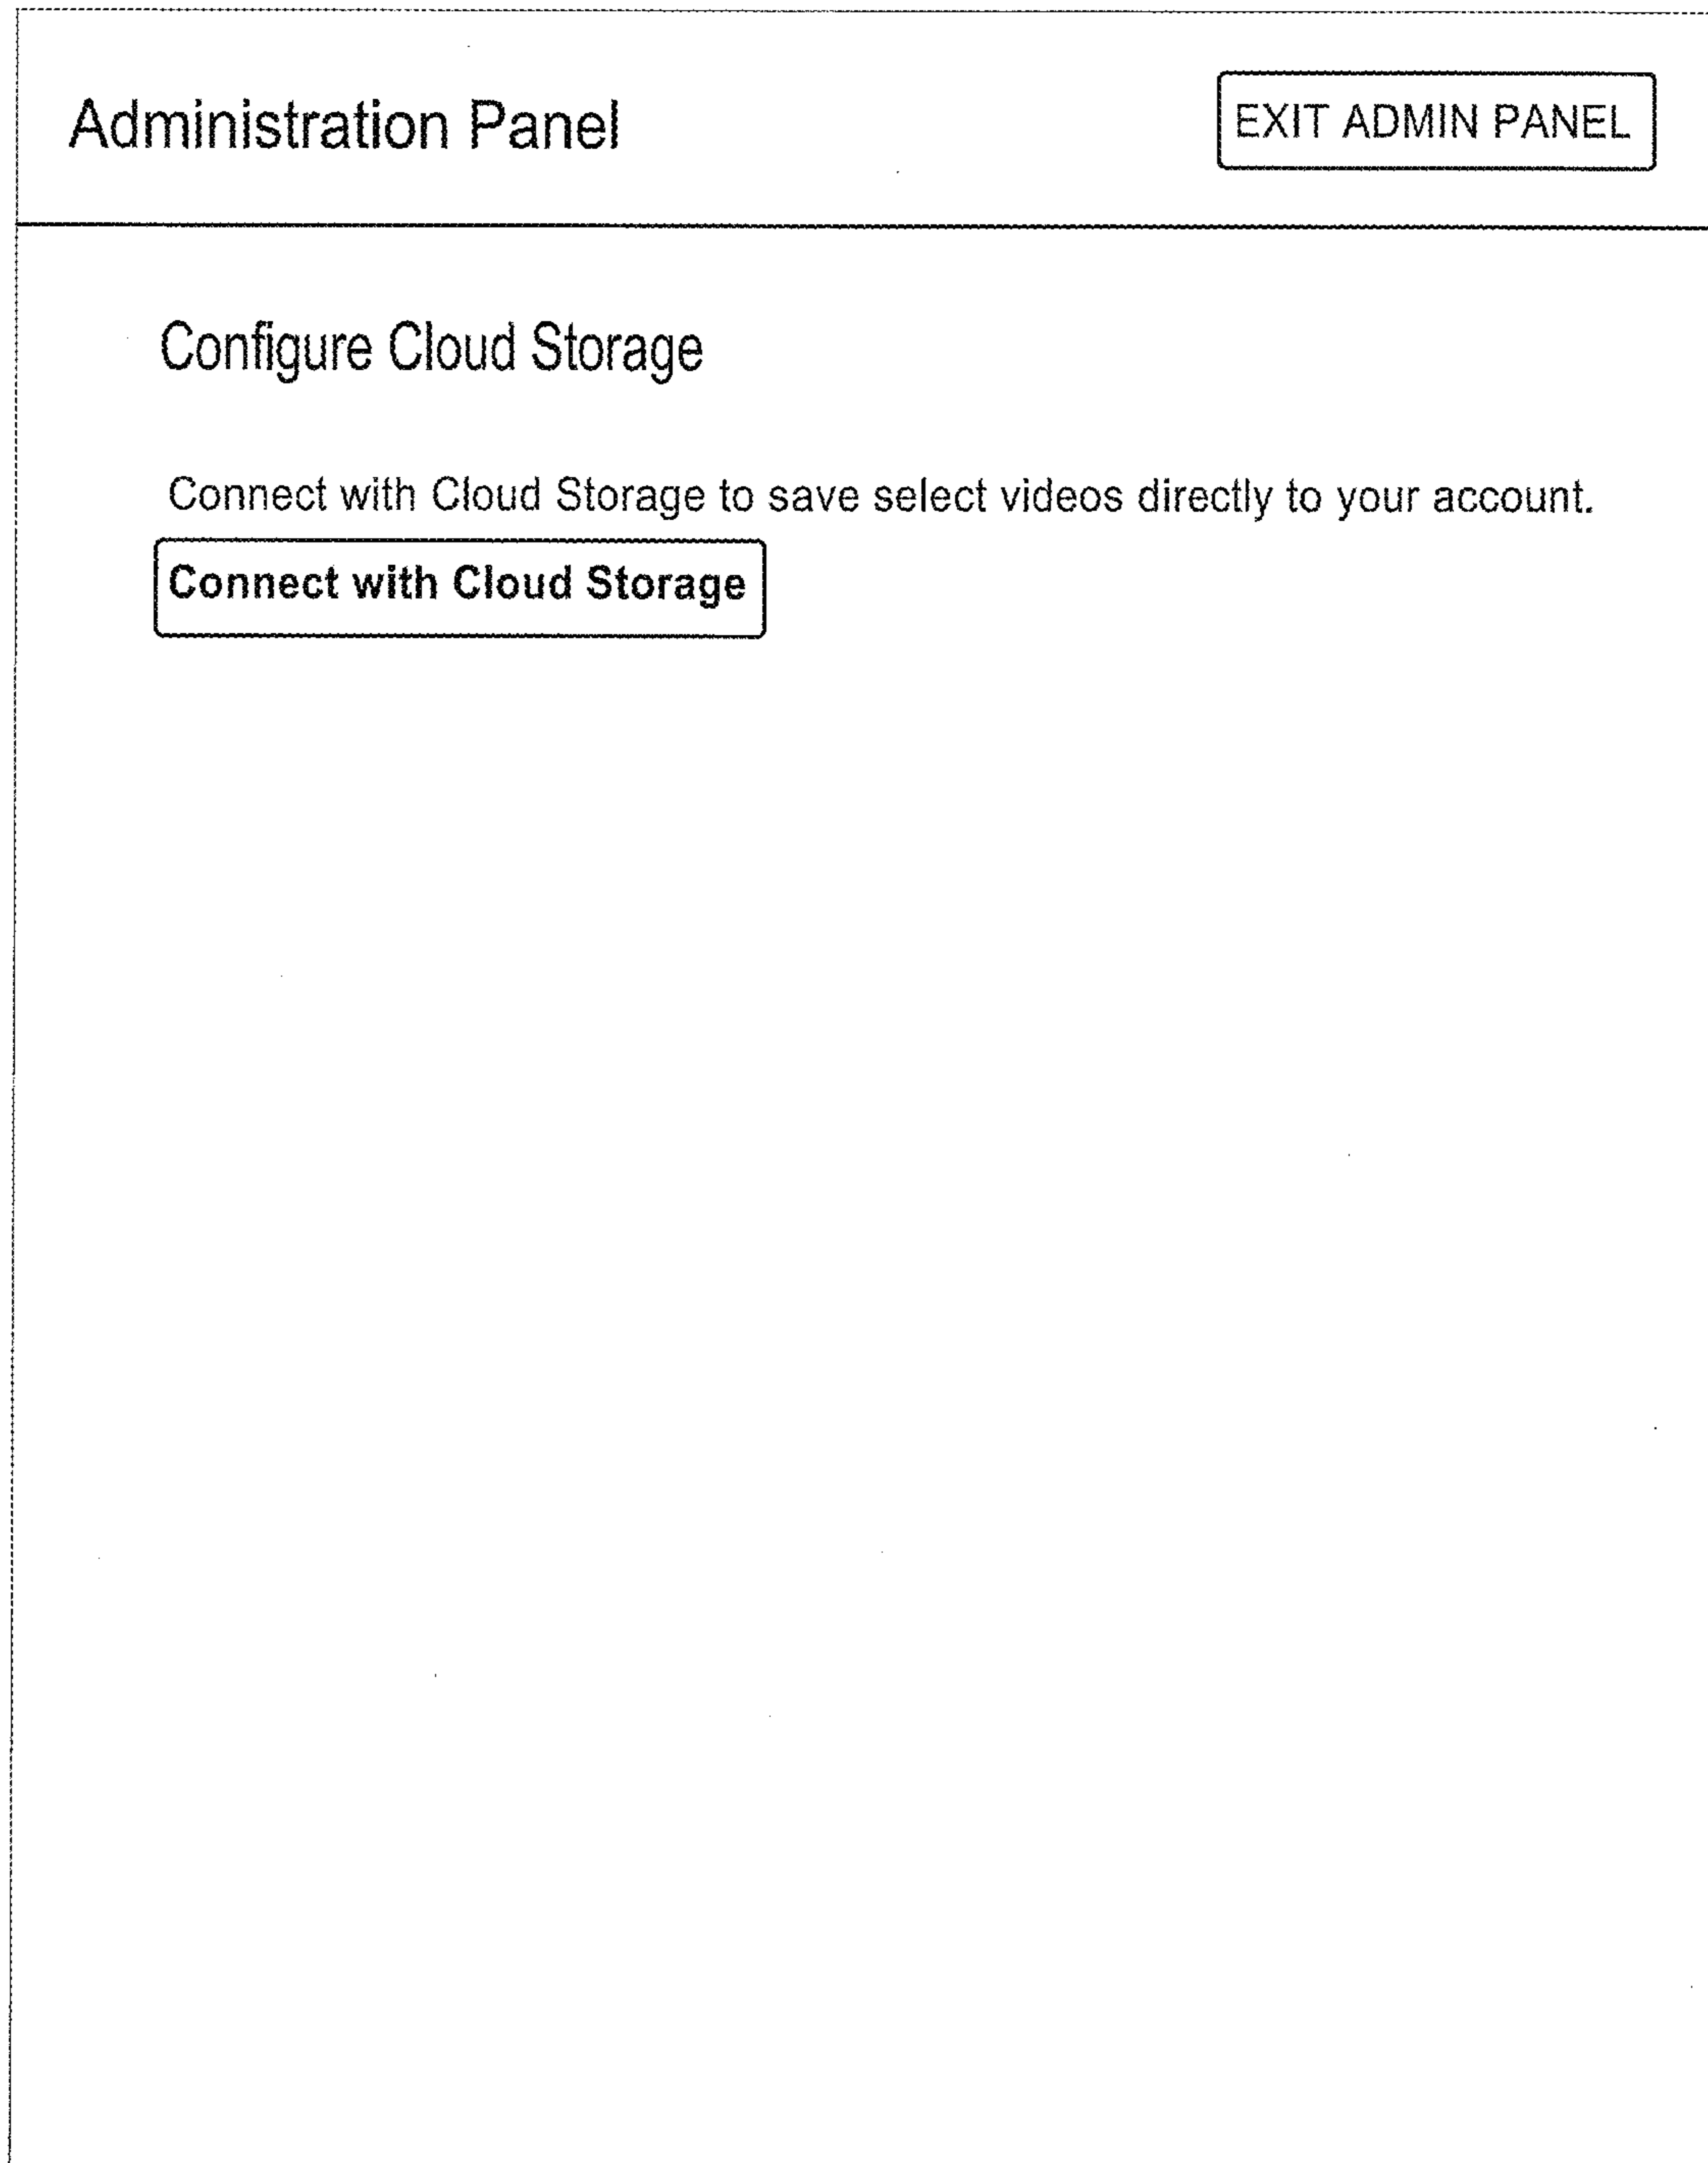 Administration Panel
EXIT ADMIN PANEL
Configure Cloud Storage
Connect with Cloud Storage to save select videos directly to your account.
Connect with Cloud Storage